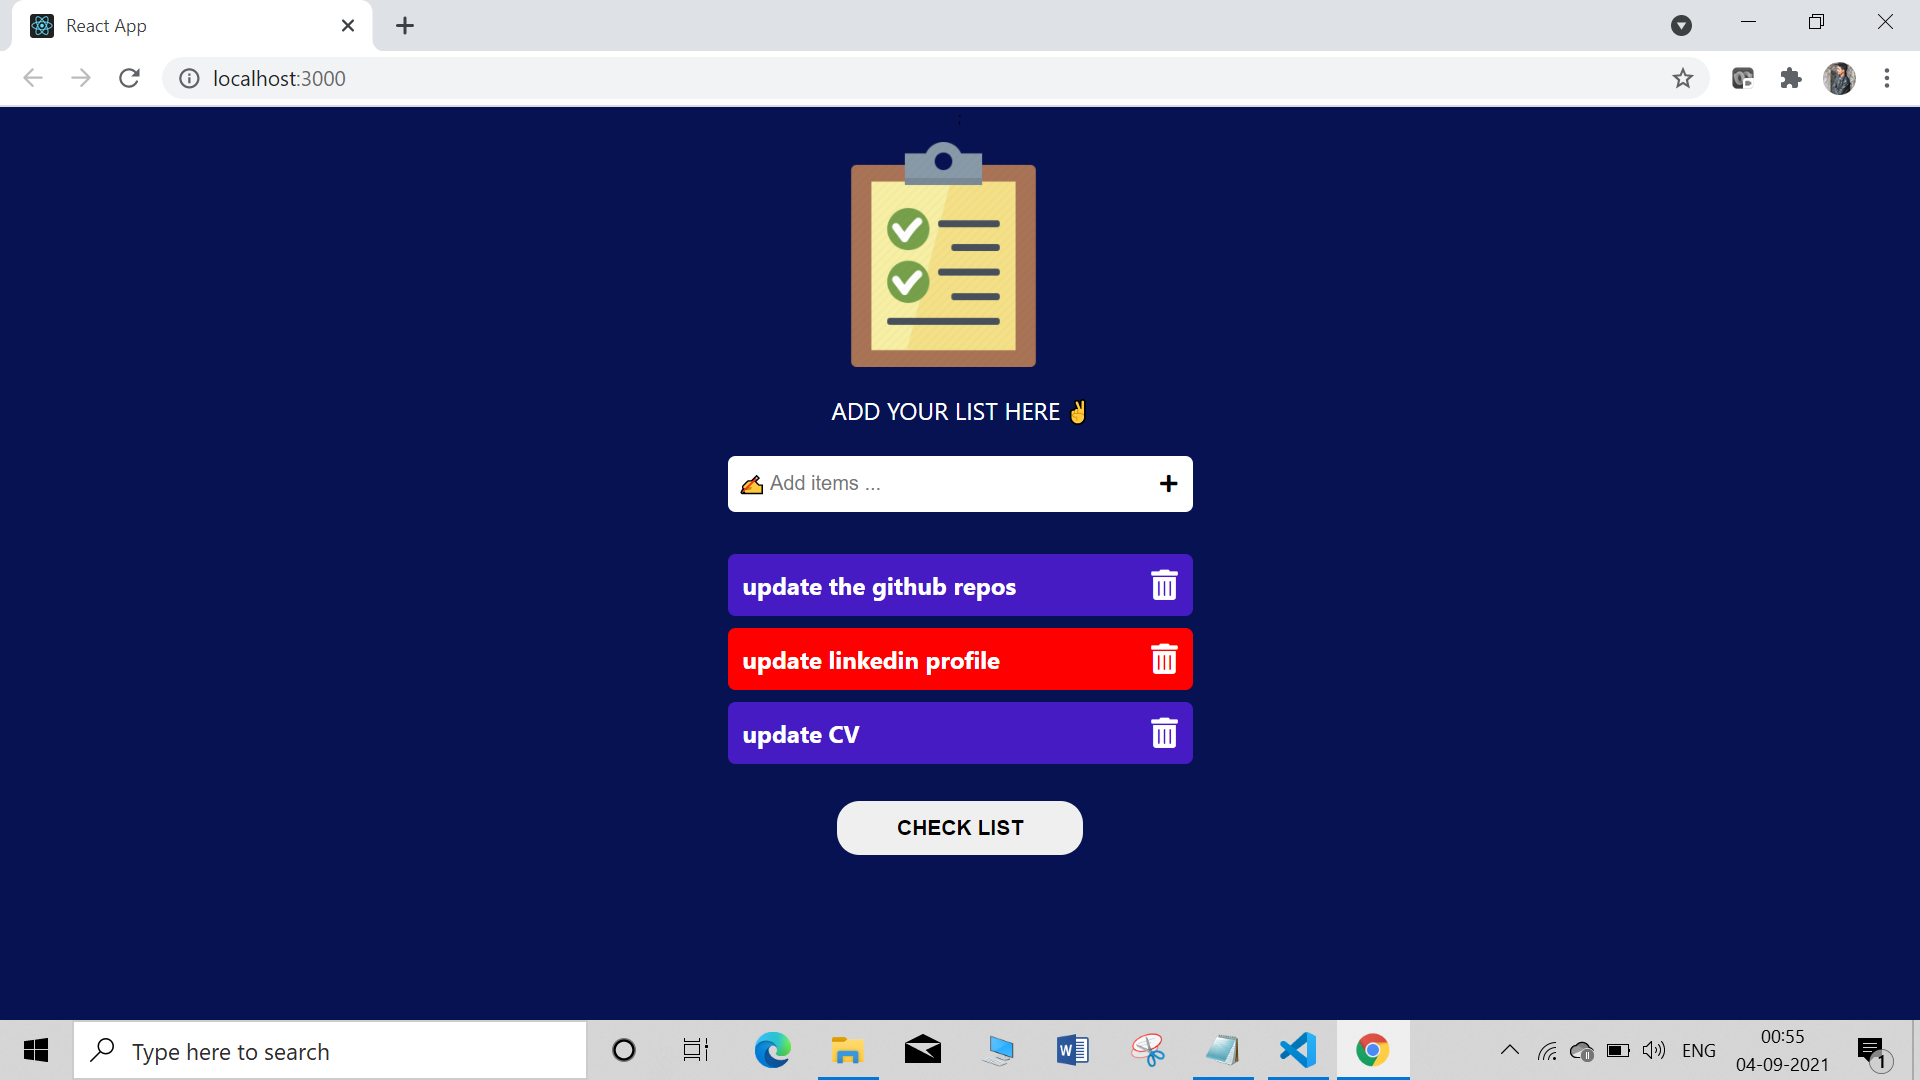 React App
localhost:3000
ADD YOUR LIST HERE ✌
✍ Add items ...
update the github repos
update linkedin profile
update CV
CHECK LIST
Type here to search
ENG
00:55
04-09-2021
1